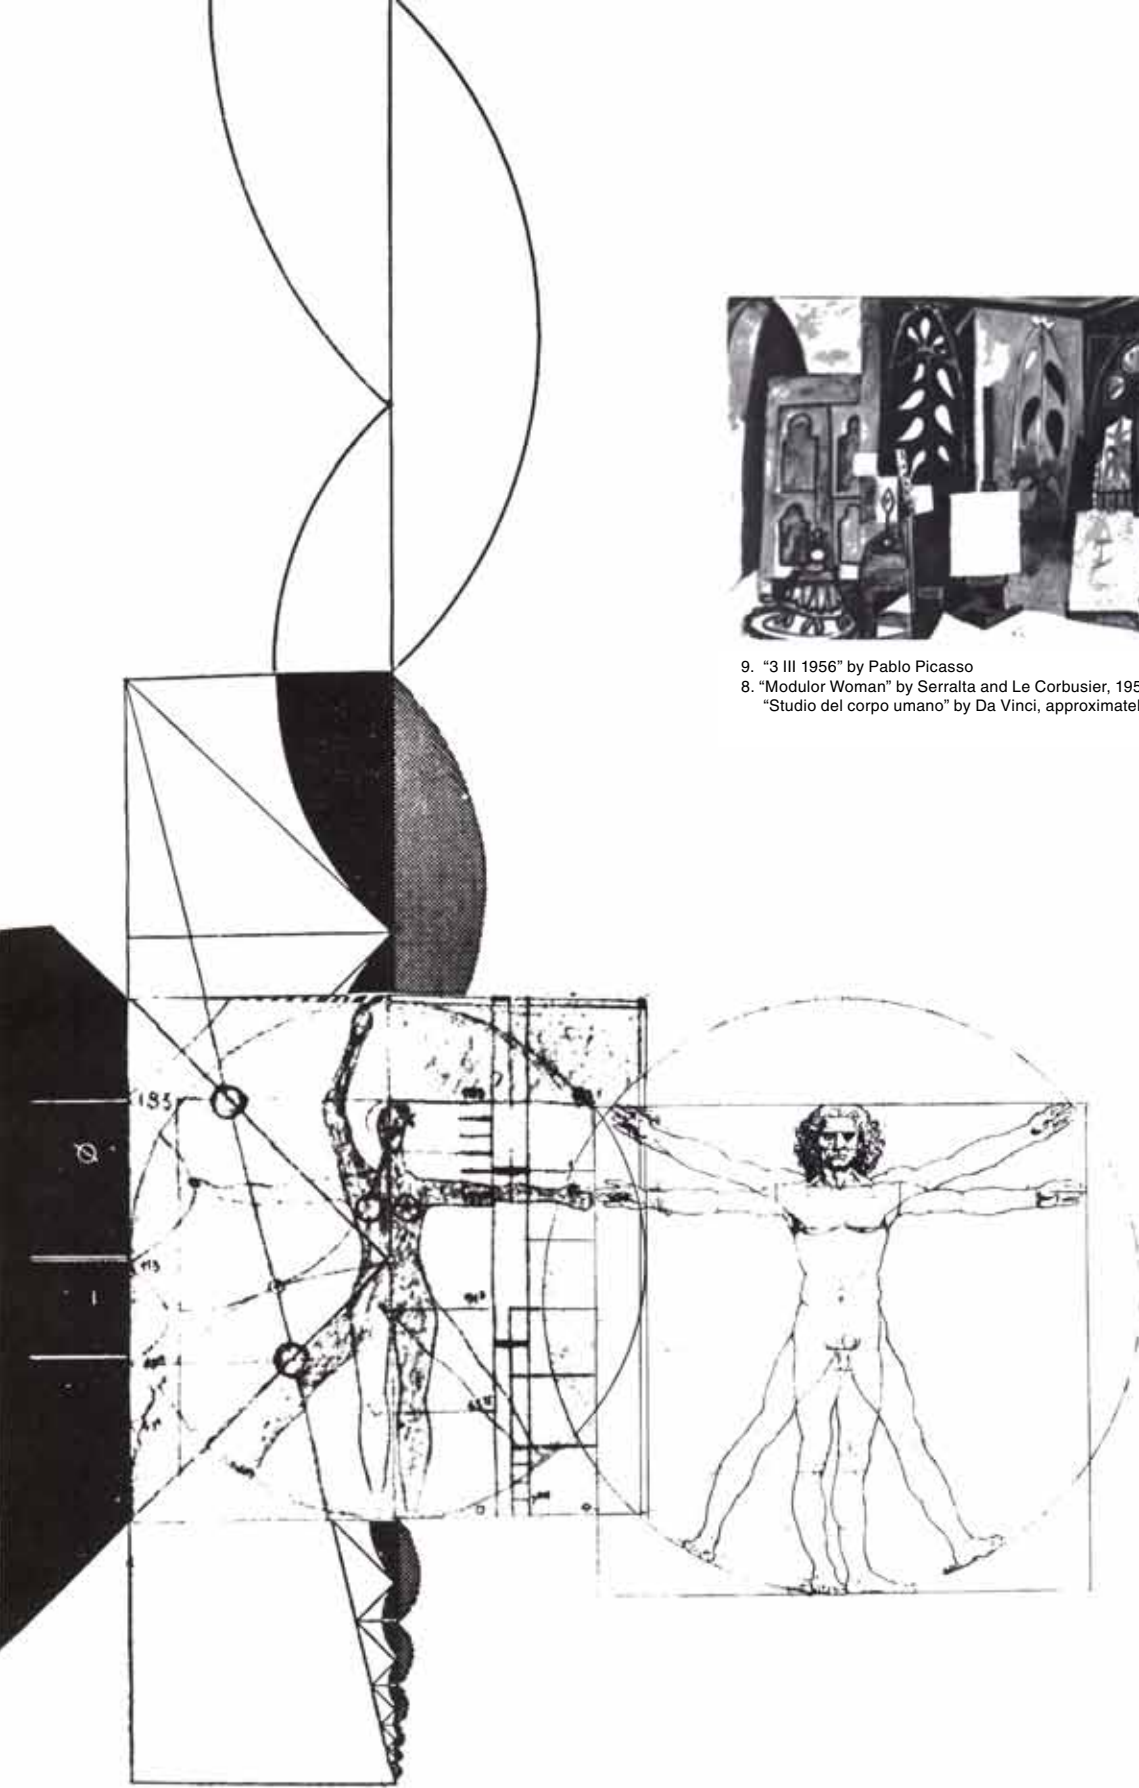 9. “3 III 1956” by Pablo Picasso
8. “Modulor Woman” by Serralta and Le Corbusier, 195
“Studio del corpo umano” by Da Vinci, approximatel
Ø
113